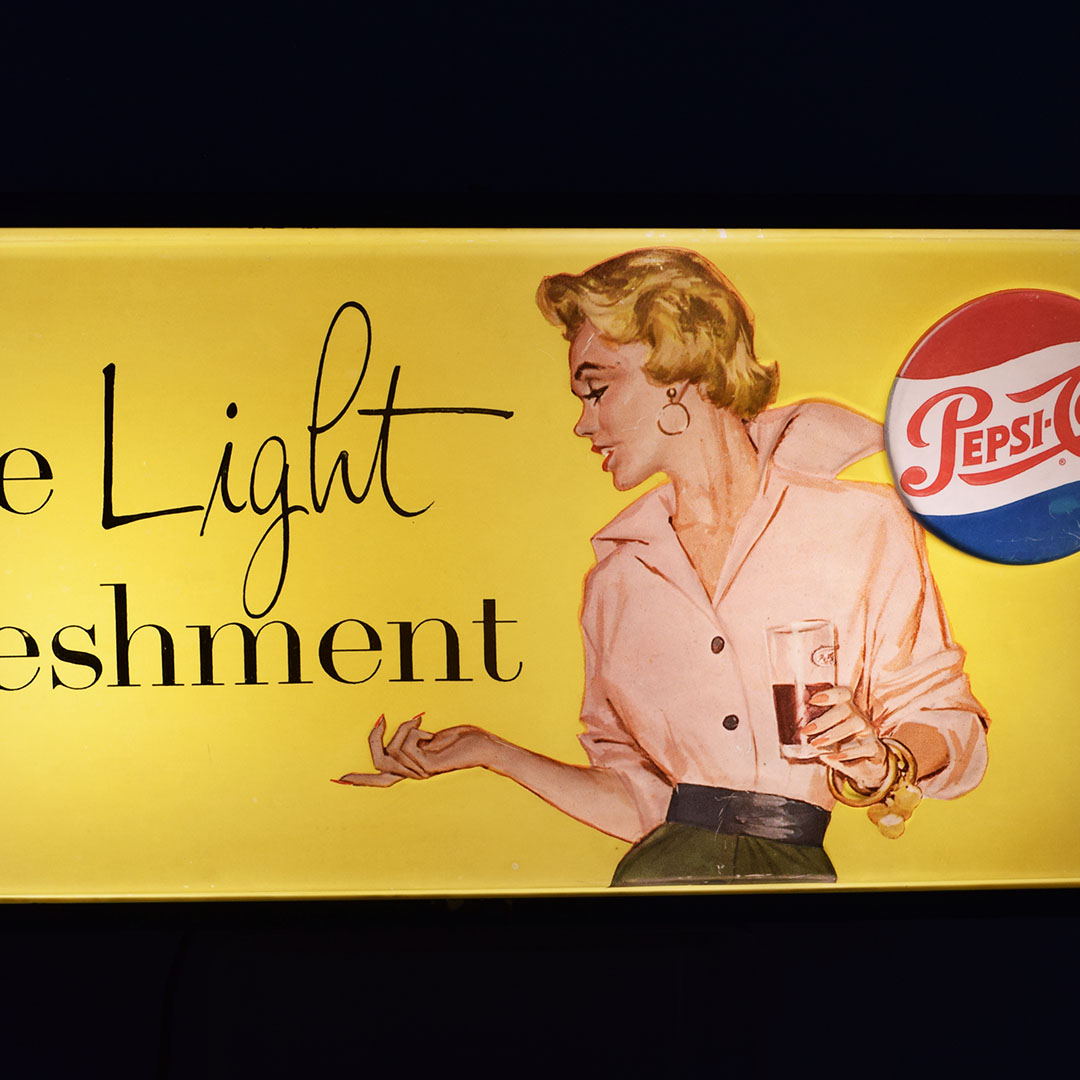 e Light
eshment
PEPSI-C
®